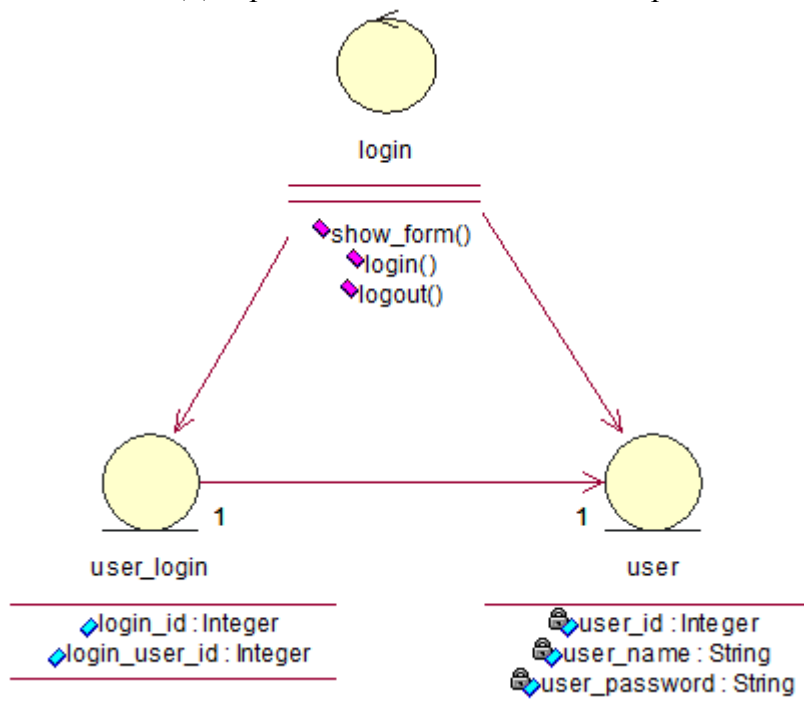 login
show_form()
login()
logout()
1
1
user_login
user
login_id : Integer
login_user_id : Integer
user_id : Integer
user_name : String
user_password : String